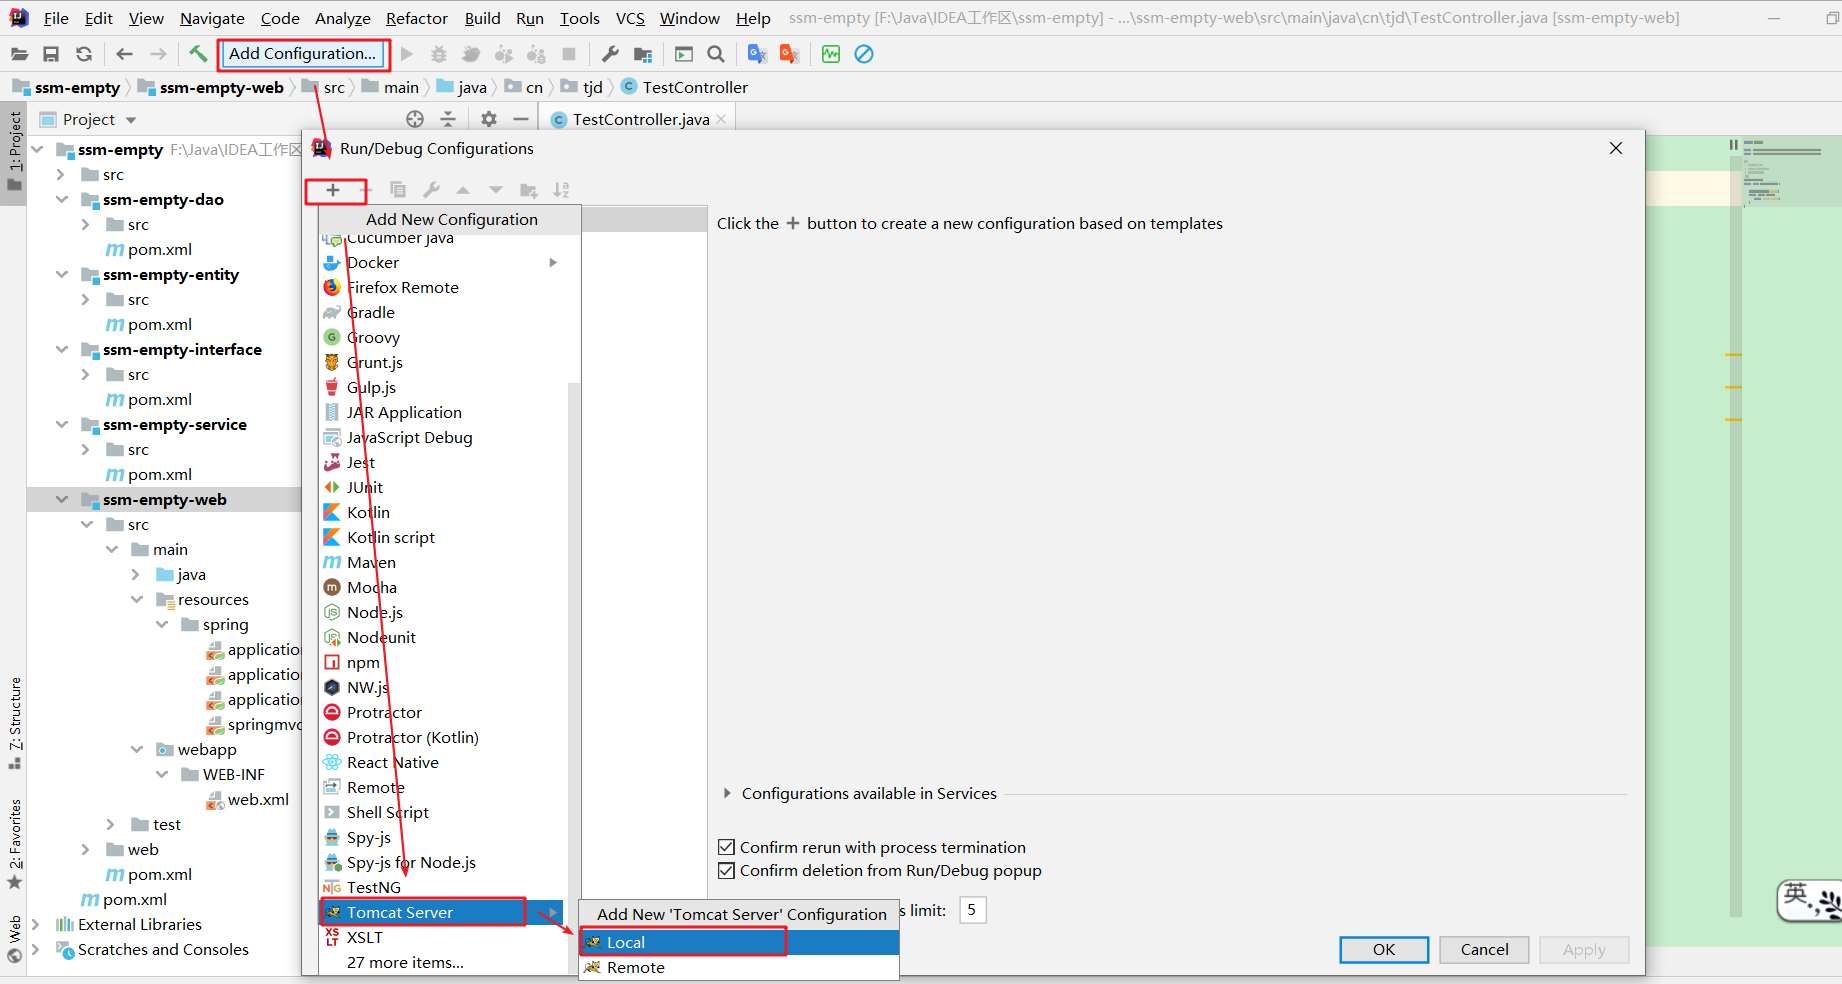 File Edit View Navigate Code Analyze Refactor Build Run Tools VCS Window Help ssm-empty [F:\Java\IDEA工作区\ssm-empty] - ...\ssm-empty-web\src\main\java\cn\tjd\TestController.java [ssm-empty-web]
Add Configuration...
ssm-empty ssm-empty-web src main java cn tjd TestController
Project
TestController.java
1: Project
7: Structure
2: Favorites
Web
ssm-empty F:\Java\IDEA工作区
src
ssm-empty-dao
src
pom.xml
ssm-empty-entity
src
pom.xml
ssm-empty-interface
src
pom.xml
ssm-empty-service
src
pom.xml
ssm-empty-web
src
main
java
resources
spring
applicatio
applicatio
applicatio
springmvc
webapp
WEB-INF
web.xml
test
web
pom.xml
pom.xml
External Libraries
Scratches and Consoles
Run/Debug Configurations
Add New Configuration
Cucumber java
Docker
Firefox Remote
Gradle
Groovy
Grunt.js
Gulp.js
JAR Application
JavaScript Debug
Jest
JUnit
Kotlin
Kotlin script
Maven
Mocha
Node.js
Nodeunit
npm
NW.js
Protractor
Protractor (Kotlin)
React Native
Remote
Shell Script
Spy-js
Spy-js for Node.js
TestNG
Tomcat Server
XSLT
27 more items...
Add New 'Tomcat Server' Configuration
Local
Remote
Click the + button to create a new configuration based on templates
Configurations available in Services
Confirm rerun with process termination
Confirm deletion from Run/Debug popup
s limit: 5
OK Cancel Apply
英